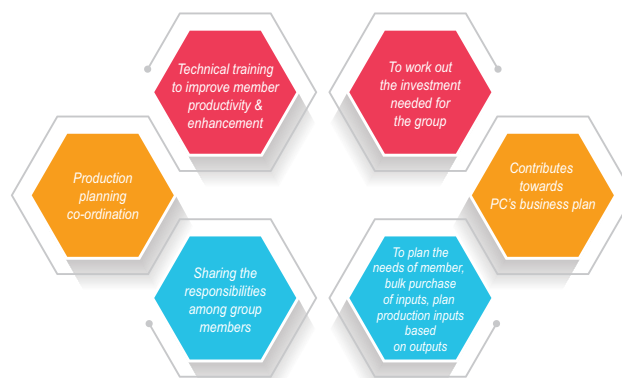 Technical training
to improve member
productivity &
enhancement
To work out
the investment
needed for
the group
Production
planning
co-ordination
Contributes
towards
PC's business plan
Sharing the
responsibilities
among group
members
To plan the
needs of member,
bulk purchase
of inputs, plan
production inputs
based
on outputs